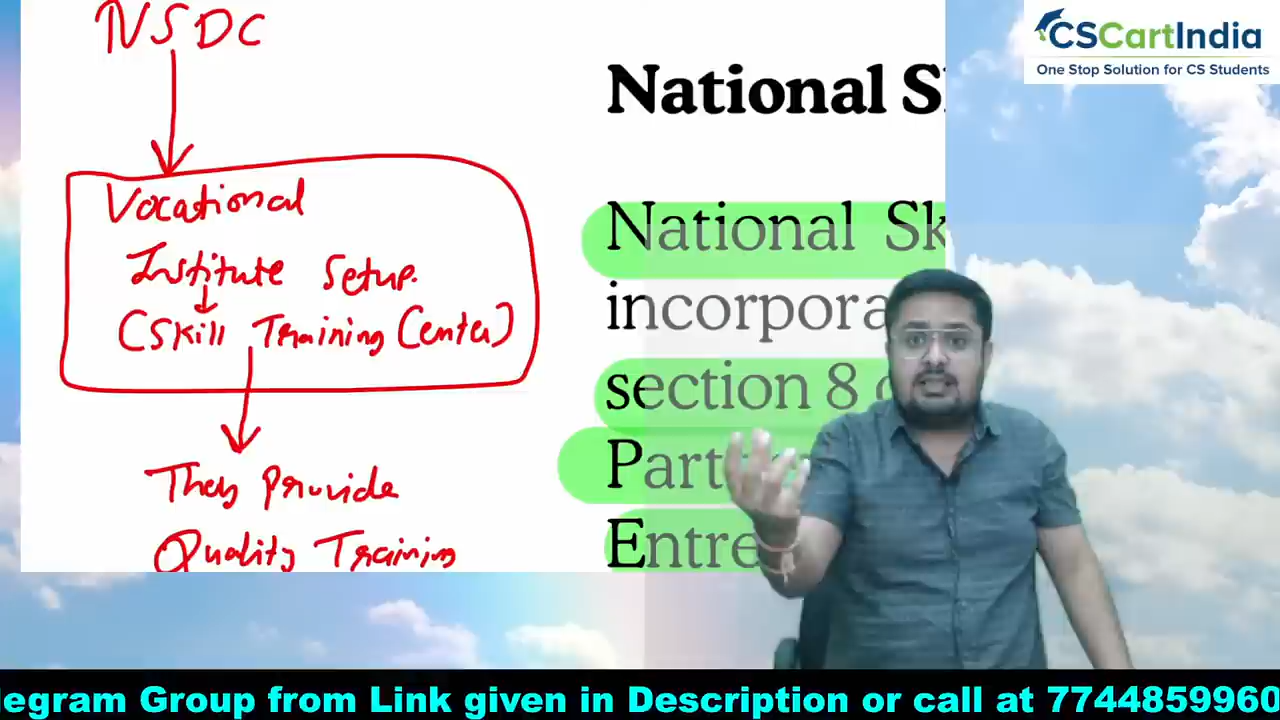 NSDC
Vocational
Institute Setup.
(Skill Training Center)
They Provide
Quality Training
National S
National Sk
incorpora
section 8
Part
Entre
CSCartIndia
One Stop Solution for CS Students
legram Group from Link given in Description or call at 7744859960